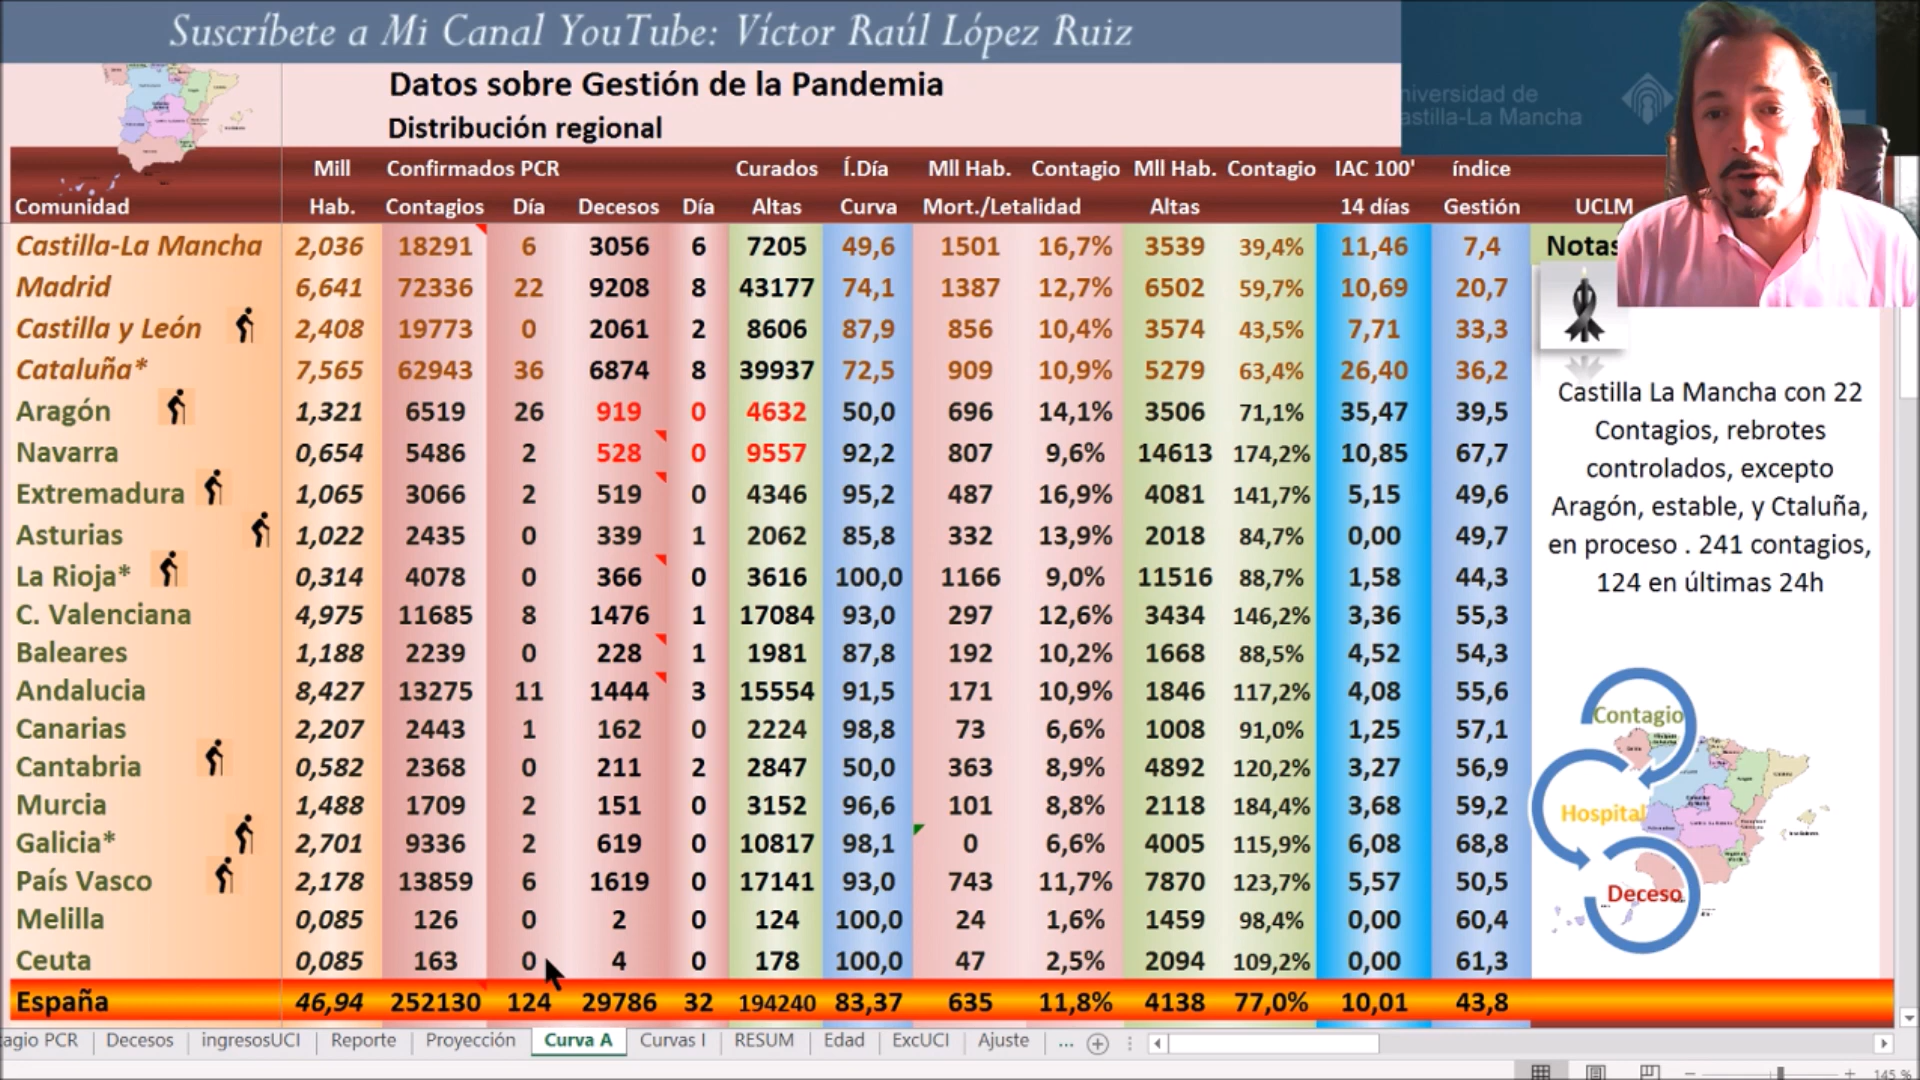 Suscríbete a Mi Canal YouTube: Víctor Raúl López Ruiz
Datos sobre Gestión de la Pandemia
Distribución regional
niversidad de
astilla-La Mancha
Mill Confirmados PCR Curados Í.Día Mll Hab. Contagio Mll Hab. Contagio IAC 100' índice
Comunidad Hab. Contagios Día Decesos Día Altas Curva Mort./Letalidad Altas 14 días Gestión UCLM
Castilla-La Mancha 2,036 18291 6 3056 6 7205 49,6 1501 16,7% 3539 39,4% 11,46 7,4 Notas
Madrid 6,641 72336 22 9208 8 43177 74,1 1387 12,7% 6502 59,7% 10,69 20,7
Castilla y León 2,408 19773 0 2061 2 8606 87,9 856 10,4% 3574 43,5% 7,71 33,3
Cataluña* 7,565 62943 36 6874 8 39937 72,5 909 10,9% 5279 63,4% 26,40 36,2
Aragón 1,321 6519 26 919 0 4632 50,0 696 14,1% 3506 71,1% 35,47 39,5
Navarra 0,654 5486 2 528 0 9557 92,2 807 9,6% 14613 174,2% 10,85 67,7
Extremadura 1,065 3066 2 519 0 4346 95,2 487 16,9% 4081 141,7% 5,15 49,6
Asturias 1,022 2435 0 339 1 2062 85,8 332 13,9% 2018 84,7% 0,00 49,7
La Rioja* 0,314 4078 0 366 0 3616 100,0 1166 9,0% 11516 88,7% 1,58 44,3
C. Valenciana 4,975 11685 8 1476 1 17084 93,0 297 12,6% 3434 146,2% 3,36 55,3
Baleares 1,188 2239 0 228 1 1981 87,8 192 10,2% 1668 88,5% 4,52 54,3
Andalucia 8,427 13275 11 1444 3 15554 91,5 171 10,9% 1846 117,2% 4,08 55,6
Canarias 2,207 2443 1 162 0 2224 98,8 73 6,6% 1008 91,0% 1,25 57,1
Cantabria 0,582 2368 0 211 2 2847 50,0 363 8,9% 4892 120,2% 3,27 56,9
Murcia 1,488 1709 2 151 0 3152 96,6 101 8,8% 2118 184,4% 3,68 59,2
Galicia* 2,701 9336 2 619 0 10817 98,1 0 6,6% 4005 115,9% 6,08 68,8
País Vasco 2,178 13859 6 1619 0 17141 93,0 743 11,7% 7870 123,7% 5,57 50,5
Melilla 0,085 126 0 2 0 124 100,0 24 1,6% 1459 98,4% 0,00 60,4
Ceuta 0,085 163 0 4 0 178 100,0 47 2,5% 2094 109,2% 0,00 61,3
España 46,94 252130 124 29786 32 194240 83,37 635 11,8% 4138 77,0% 10,01 43,8
Castilla La Mancha con 22
Contagios, rebrotes
controlados, excepto
Aragón, estable, y Ctaluña,
en proceso . 241 contagios,
124 en últimas 24h
Contagio
Hospital
Deceso
tagio PCR Decesos ingresosUCI Reporte Proyección Curva A Curvas I RESUM Edad ExcUCI Ajuste ...
145 %